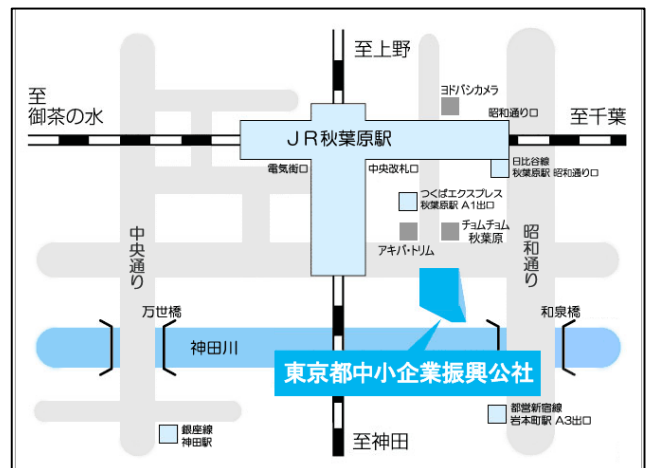 至上野
至
御茶の水
ヨドバシカメラ
昭和通り口
至千葉
JR秋葉原駅
電気街口
中央改札口
日比谷線
秋葉原駅 昭和通り口
つくばエクスプレス
秋葉原駅 A1出口
チョムチョム
秋葉原
アキバ・トリム
中央通り
昭和通り
万世橋
和泉橋
神田川
東京都中小企業振興公社
銀座線
神田駅
都営新宿線
岩本町駅 A3出口
至神田